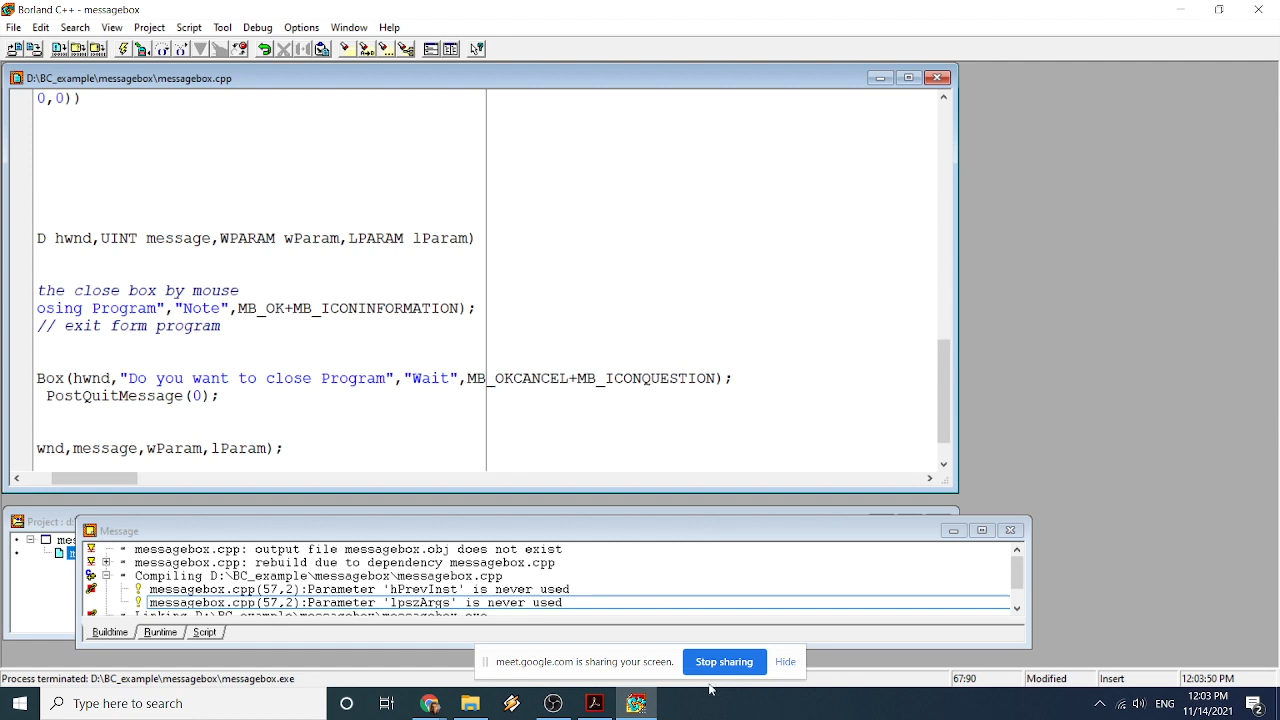 Borland C++ - messagebox
File Edit Search View Project Script Tool Debug Options Window Help
D:\BC_example\messagebox\messagebox.cpp
0,0))
D hwnd,UINT message,WPARAM wParam,LPARAM lParam)
the close box by mouse
osing Program","Note",MB_OK+MB_ICONINFORMATION);
// exit form program
Box(hwnd,"Do you want to close Program","Wait",MB_OKCANCEL+MB_ICONQUESTION);
PostQuitMessage(0);
wnd,message,wParam,lParam);
Project : d:
Message
messagebox.cpp: output file messagebox.obj does not exist
messagebox.cpp: rebuild due to dependency messagebox.cpp
Compiling D:\BC_example\messagebox\messagebox.cpp
messagebox.cpp(57,2):Parameter 'hPrevInst' is never used
messagebox.cpp(57,2):Parameter 'lpszArgs' is never used
Linking D:\BC_example\messagebox\messagebox.exe
Buildtime Runtime Script
meet.google.com is sharing your screen. Stop sharing Hide
Process terminated: D:\BC_example\messagebox\messagebox.exe 67:90 Modified Insert 12:03:50 PM
Type here to search
12:03 PM
11/14/2021
2